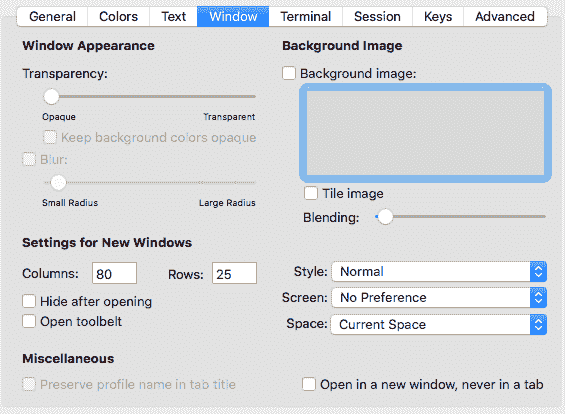 General Colors Text Window Terminal Session Keys Advanced
Window Appearance
Transparency:
Opaque Transparent
Keep background colors opaque
Blur:
Small Radius Large Radius
Background Image
Background image:
Tile image
Blending:
Settings for New Windows
Columns: 80 Rows: 25
Hide after opening
Open toolbelt
Style: Normal
Screen: No Preference
Space: Current Space
Miscellaneous
Preserve profile name in tab title
Open in a new window, never in a tab